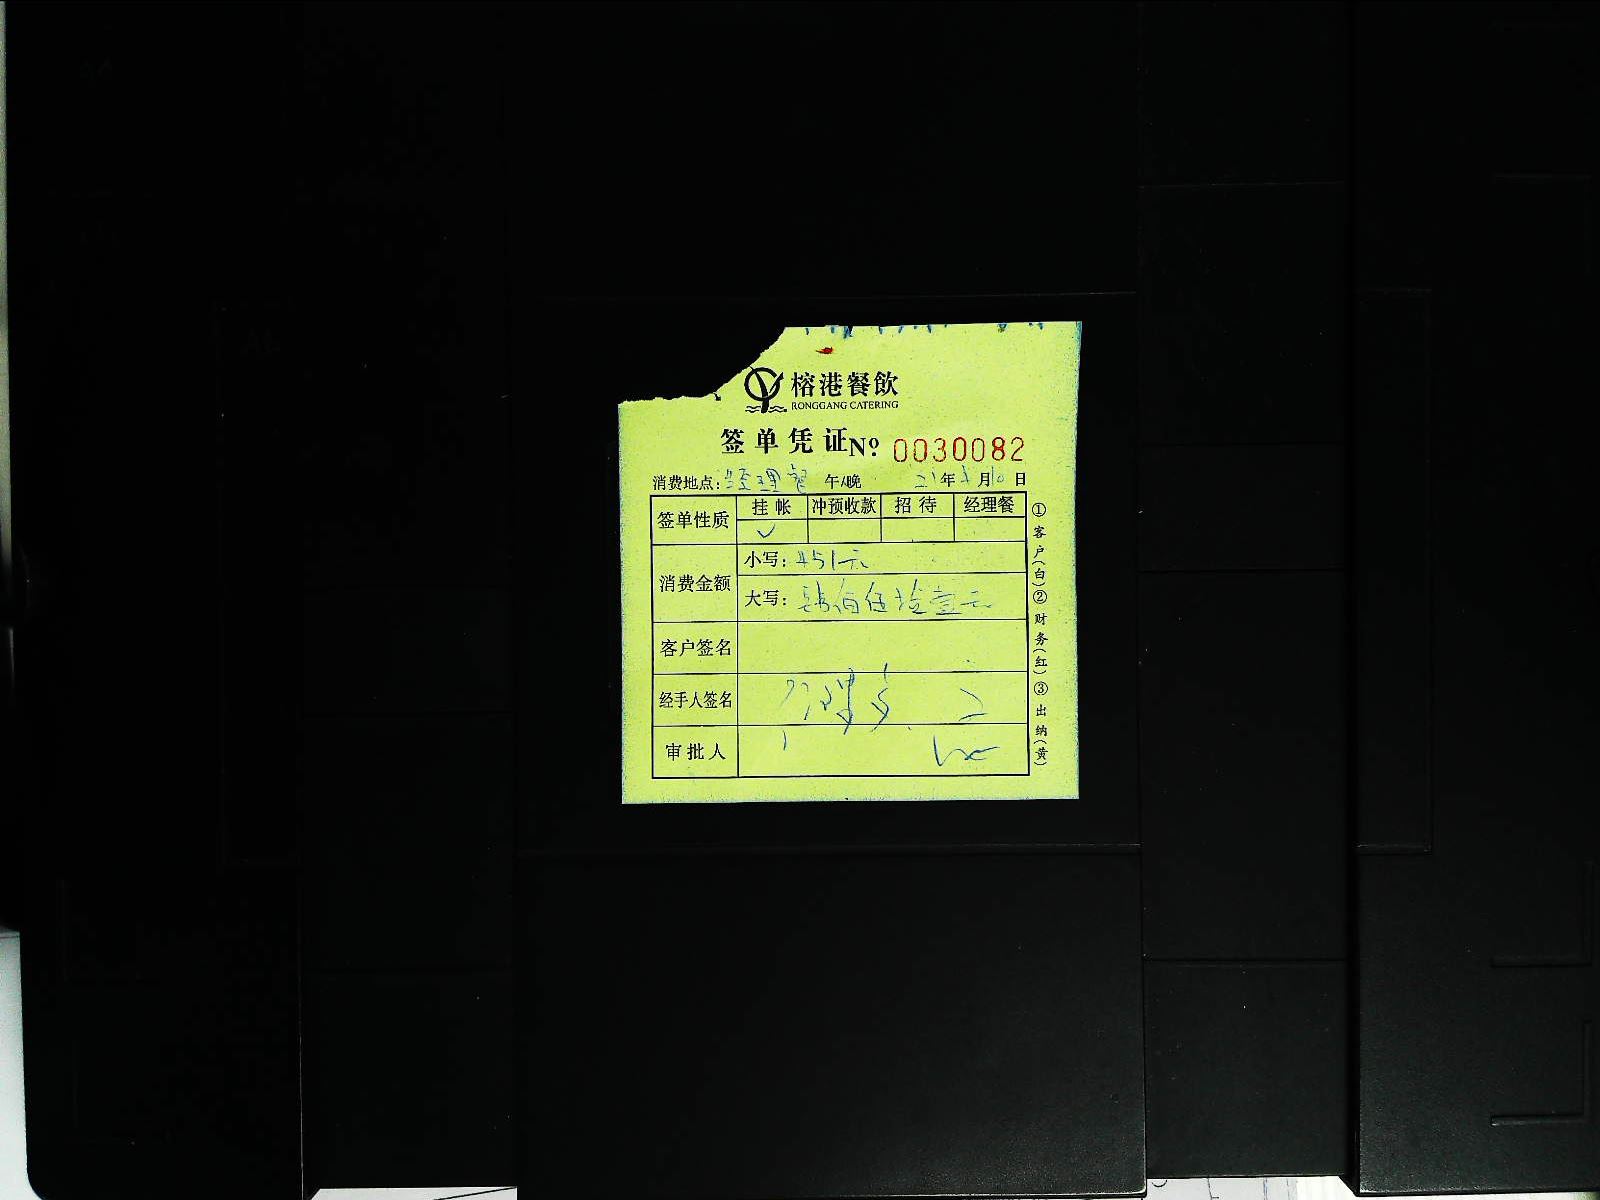 榕港餐飲
RONGGANG CATERING
签单凭证 No. 0030082
消费地点：经理餐 午/晚 21年 月10日
签单性质 挂帐 冲预收款 招待 经理餐
✓
消费金额 小写：451元
大写：肆佰伍拾壹元
客户签名
经手人签名
审批人
①客户(白)②财务(红)③出纳(黄)